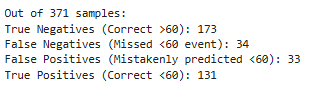 Out of 371 samples:
True Negatives (Correct >60): 173
False Negatives (Missed <60 event): 34
False Positives (Mistakenly predicted <60): 33
True Positives (Correct <60): 131